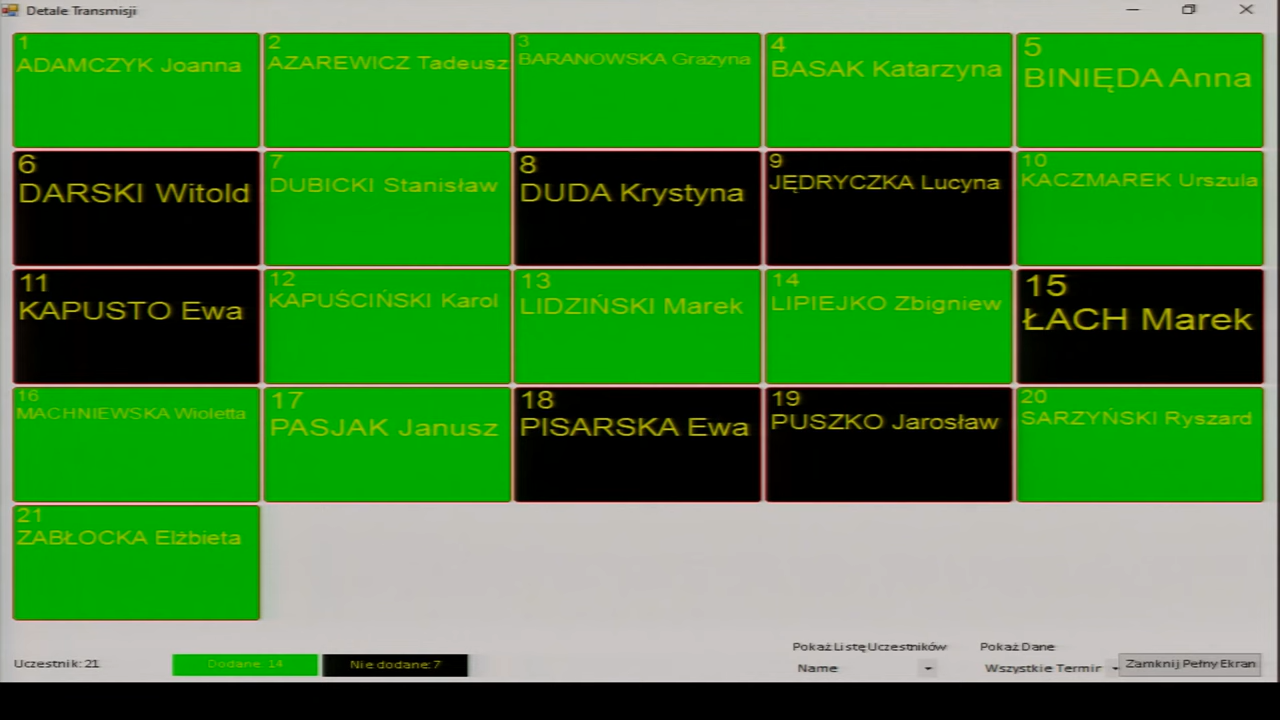 Detale Transmisji
1
ADAMCZYK Joanna
2
AZAREWICZ Tadeusz
3
BARANOWSKA Grażyna
4
BASAK Katarzyna
5
BINIĘDA Anna
6
DARSKI Witold
7
DUBICKI Stanisław
8
DUDA Krystyna
9
JĘDRYCZKA Lucyna
10
KACZMAREK Urszula
11
KAPUSTO Ewa
12
KAPUŚCIŃSKI Karol
13
LIDZIŃSKI Marek
14
LIPIEJKO Zbigniew
15
ŁACH Marek
16
MACHNIEWSKA Wioletta
17
PASJAK Janusz
18
PISARSKA Ewa
19
PUSZKO Jarosław
20
SARZYŃSKI Ryszard
21
ZABŁOCKA Elżbieta
Uczestnik: 21
Dodane: 14
Nie dodane: 7
Pokaż Listę Uczestników
Name
Pokaż Dane
Wszystkie Termir
Zamknij Pełny Ekran